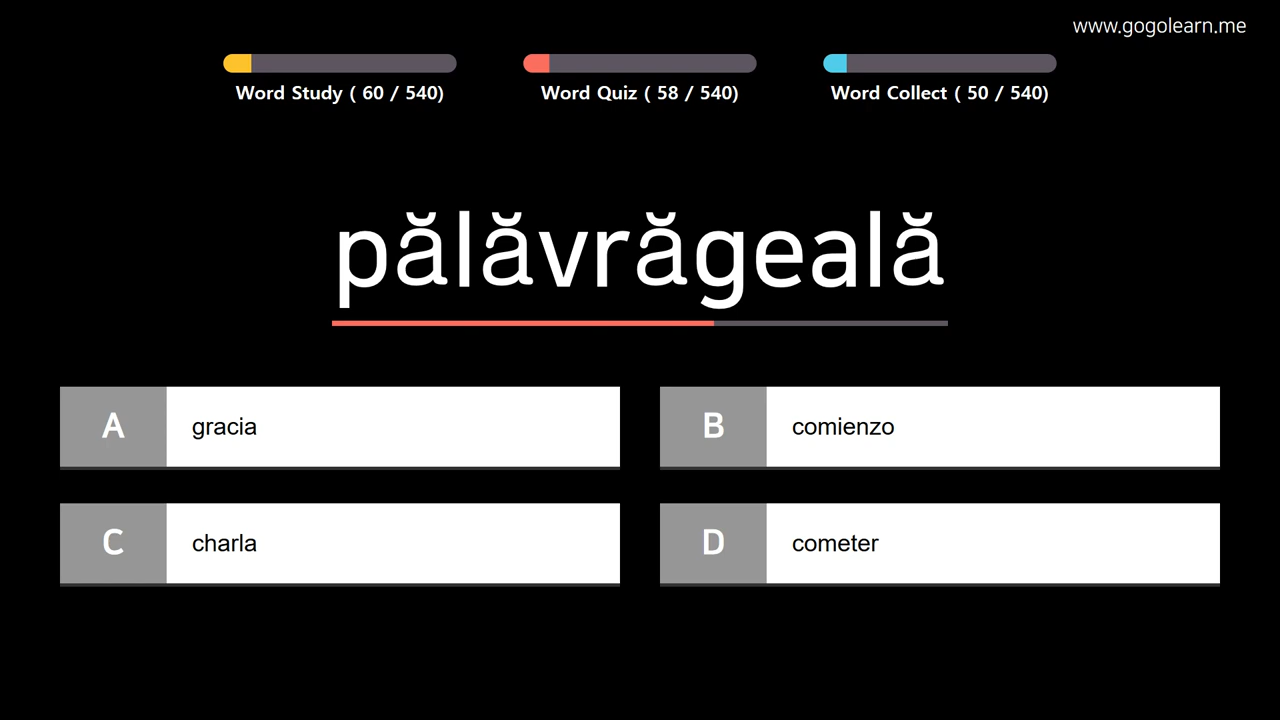 www.gogolearn.me
Word Study ( 60 / 540)
Word Quiz ( 58 / 540)
Word Collect ( 50 / 540)
pălăvrăgeală
A gracia
B comienzo
C charla
D cometer